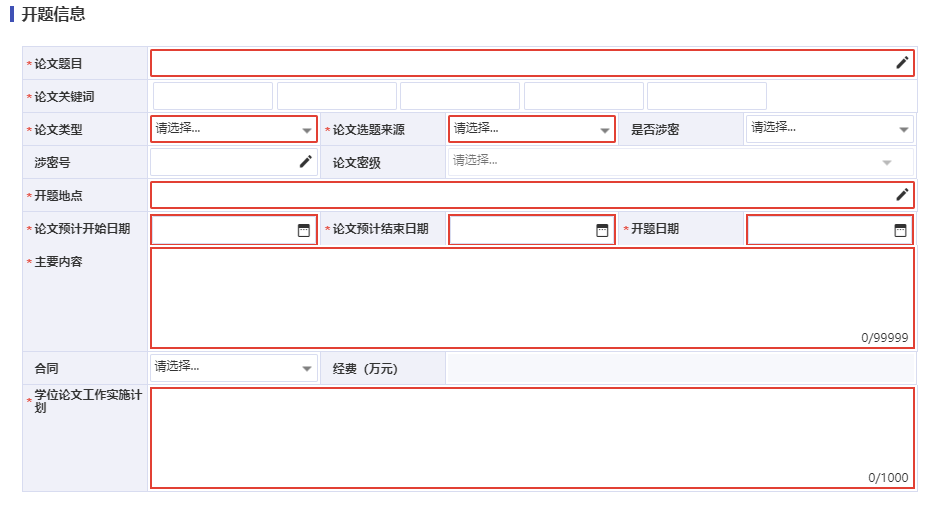 开题信息
*论文题目
*论文关键词
*论文类型 请选择... *论文选题来源 请选择... 是否涉密 请选择...
涉密号 论文密级 请选择...
*开题地点
*论文预计开始日期 *论文预计结束日期 *开题日期
*主要内容
0/99999
合同 请选择... 经费（万元）
*学位论文工作实施计
划
0/1000